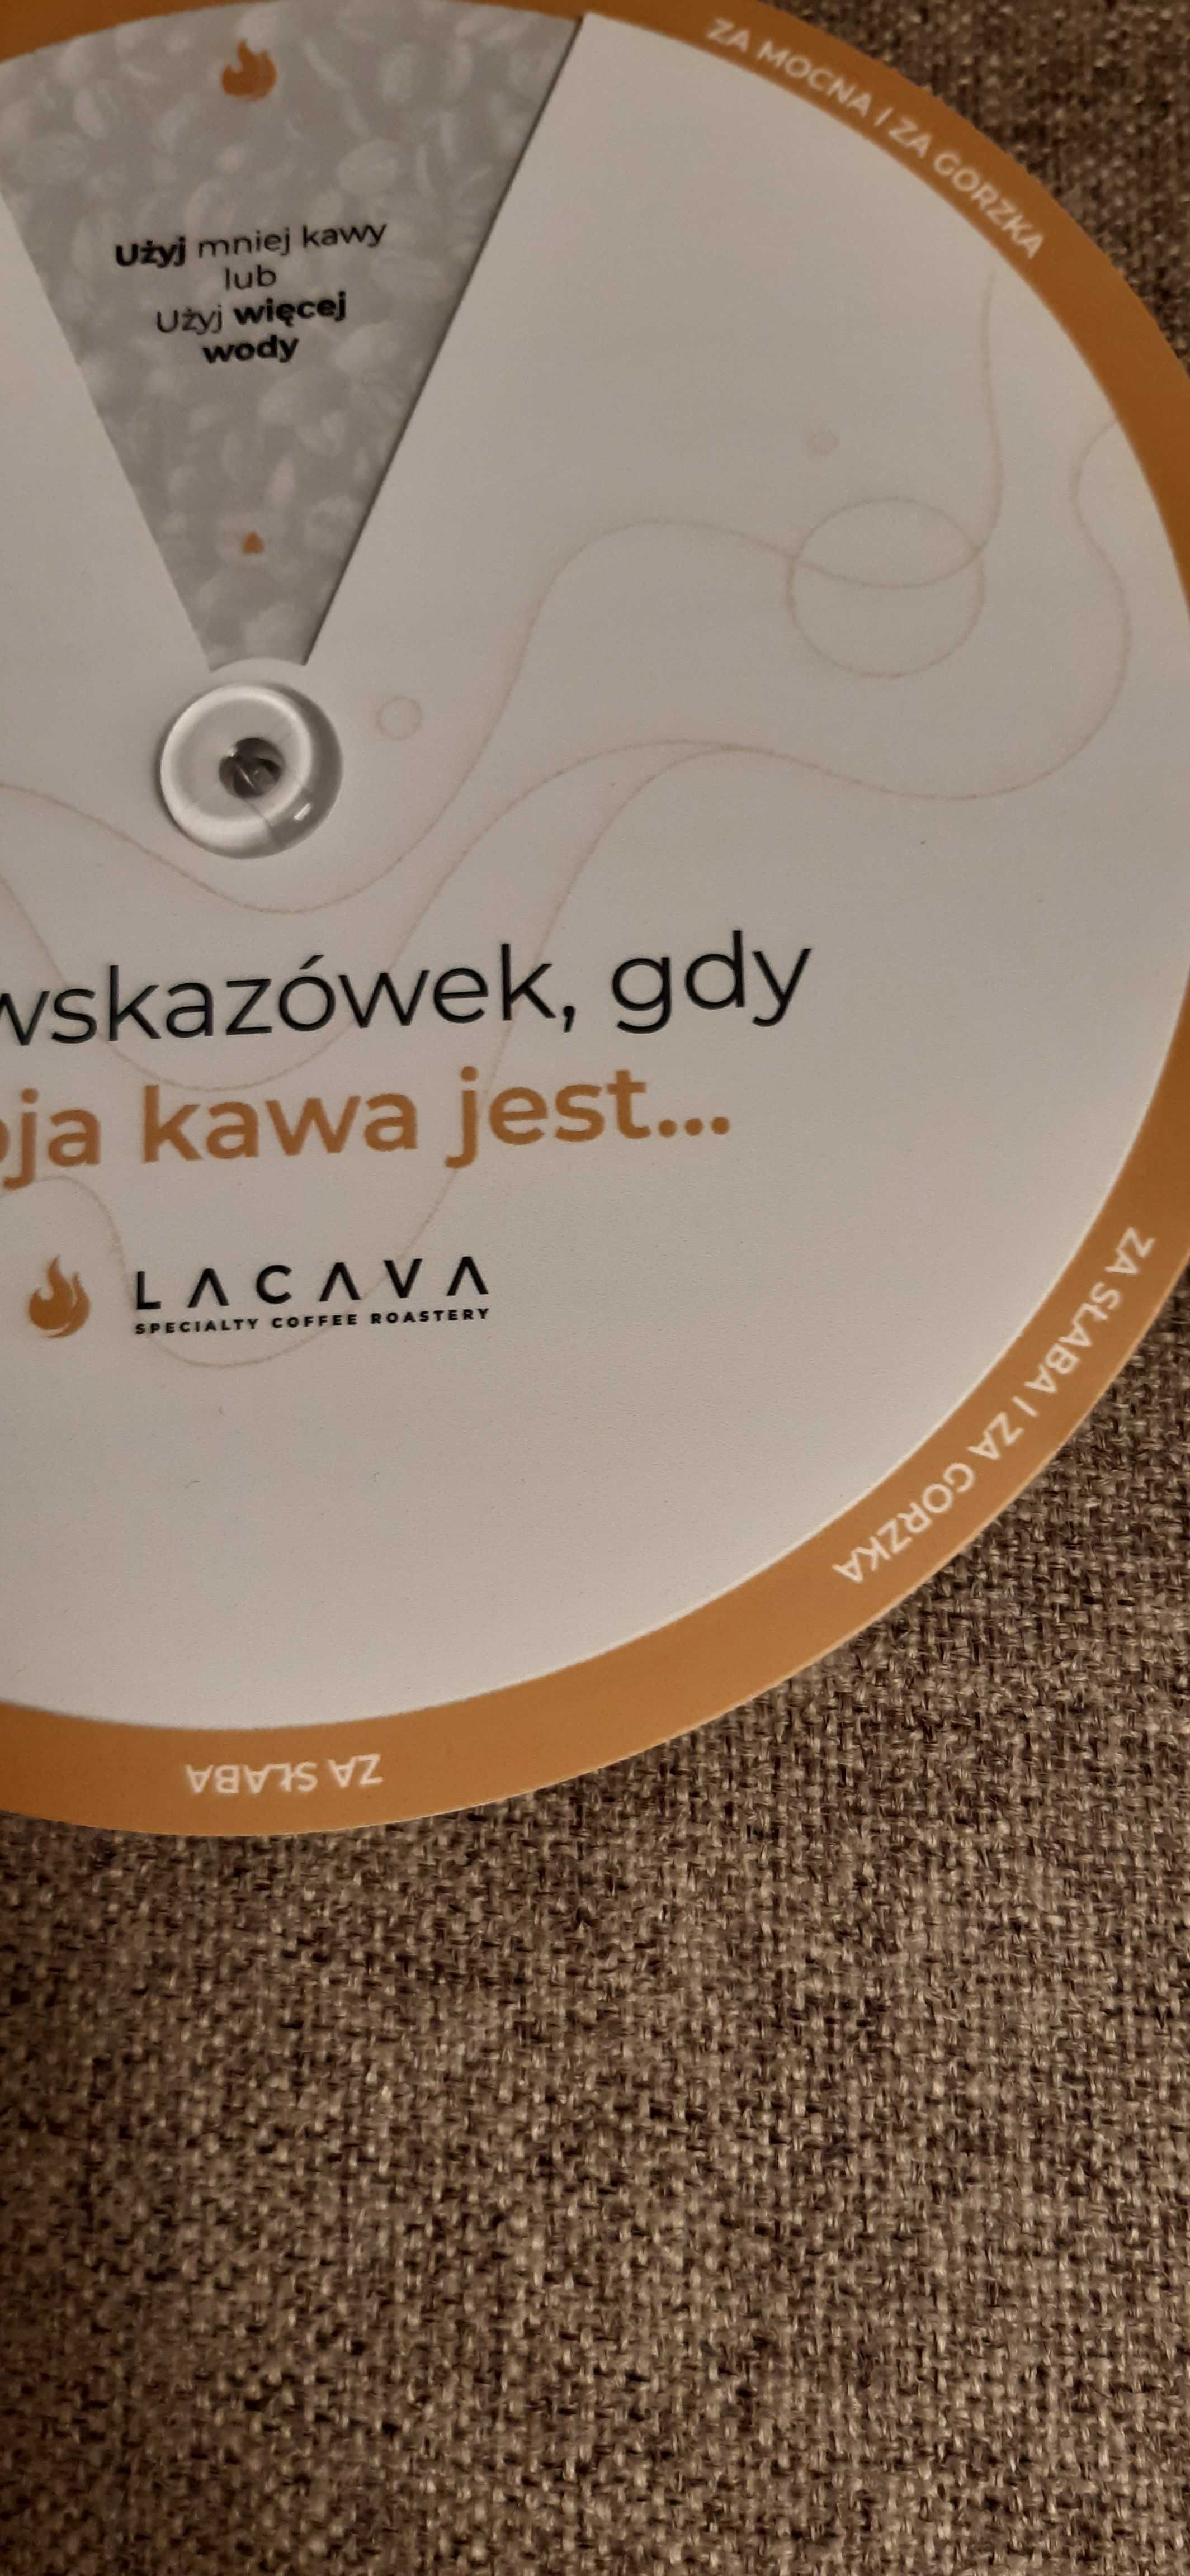 ZA MOCNA I ZA GORZKA
Użyj mniej kawy
lub
Użyj więcej
wody
wskazówek, gdy
oja kawa jest...
LACAVA
SPECIALTY COFFEE ROASTERY
ZA SŁABA I ZA GORZKA
ZA SŁABA